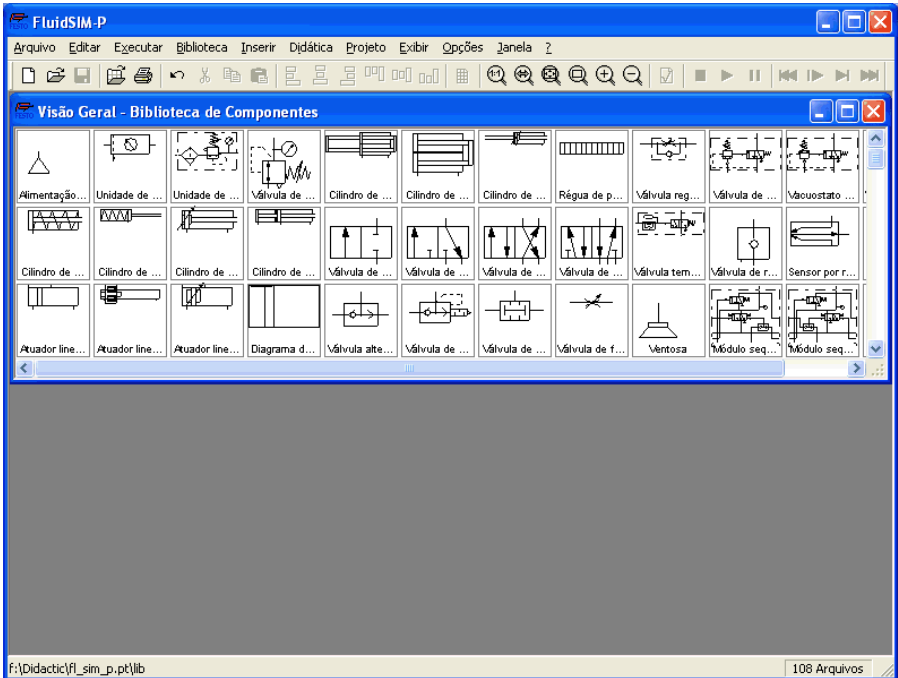 FluidSIM-P
Arquivo Editar Executar Biblioteca Inserir Didática Projeto Exibir Opções Janela ?
Visão Geral - Biblioteca de Componentes
Alimentação... Unidade de ... Unidade de ... Válvula de ... Cilindro de ... Cilindro de ... Cilindro de ... Régua de p... Válvula reg... Válvula de ... Vacuostato ...
Cilindro de ... Cilindro de ... Cilindro de ... Cilindro de ... Válvula de ... Válvula de ... Válvula de ... Válvula de ... Válvula tem... Válvula de r... Sensor por r...
Atuador line... Atuador line... Atuador line... Diagrama d... Válvula alte... Válvula de ... Válvula de ... Válvula de f... Ventosa Módulo seq... Módulo seq...
f:\Didactic\fl_sim_p.pt\lib 108 Arquivos